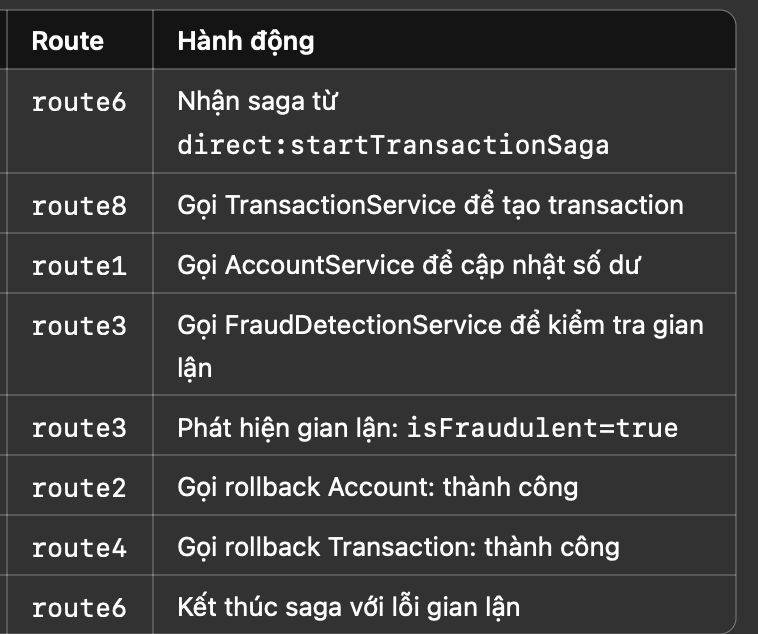 Route Hành động
route6 Nhận saga từ
direct:startTransactionSaga
route8 Gọi TransactionService để tạo transaction
route1 Gọi AccountService để cập nhật số dư
route3 Gọi FraudDetectionService để kiểm tra gian
lận
route3 Phát hiện gian lận: isFraudulent=true
route2 Gọi rollback Account: thành công
route4 Gọi rollback Transaction: thành công
route6 Kết thúc saga với lỗi gian lận